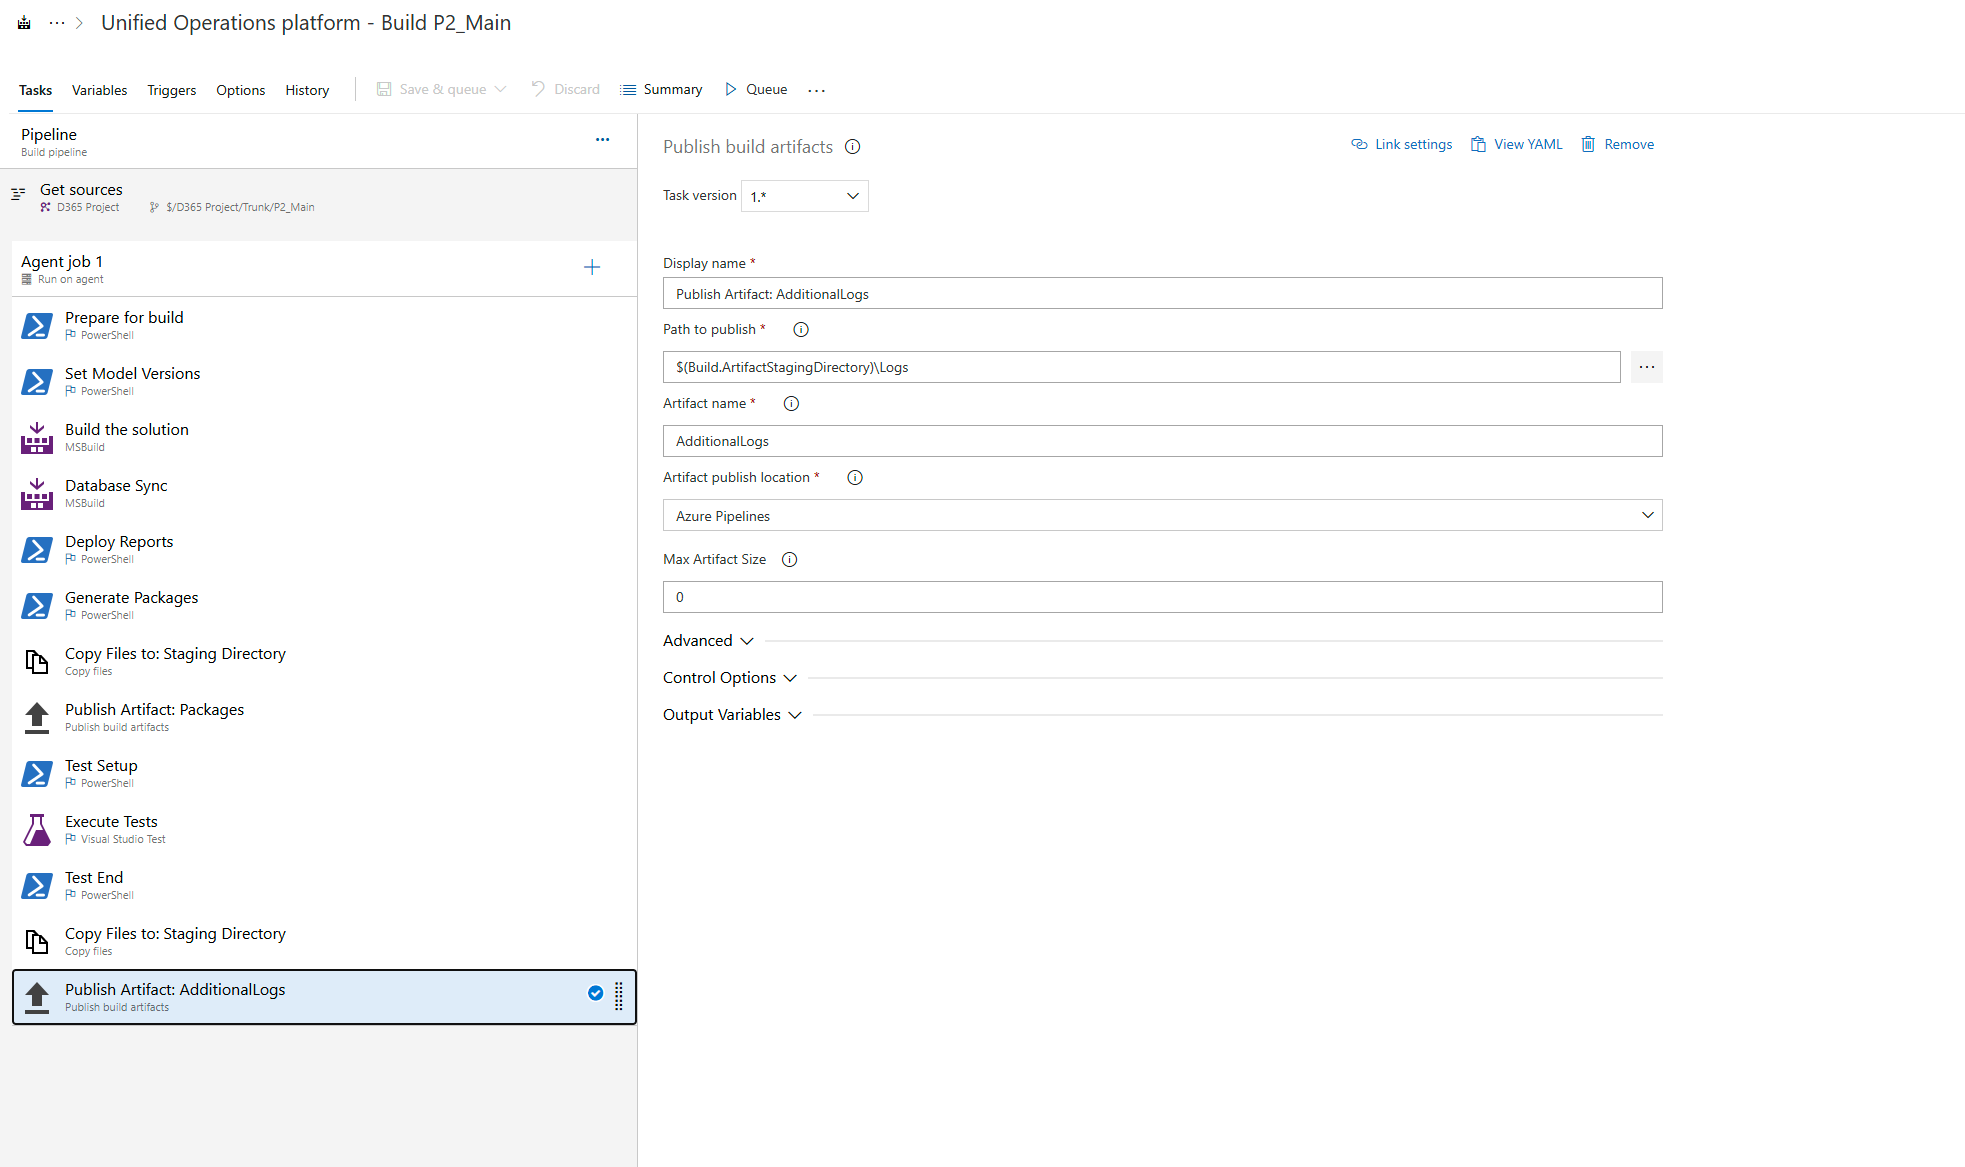 Unified Operations platform - Build P2_Main
Tasks Variables Triggers Options History Save & queue Discard Summary Queue
Pipeline
Build pipeline
Get sources
D365 Project $/D365 Project/Trunk/P2_Main
Agent job 1
Run on agent
Prepare for build
PowerShell
Set Model Versions
PowerShell
Build the solution
MSBuild
Database Sync
MSBuild
Deploy Reports
PowerShell
Generate Packages
PowerShell
Copy Files to: Staging Directory
Copy files
Publish Artifact: Packages
Publish build artifacts
Test Setup
PowerShell
Execute Tests
Visual Studio Test
Test End
PowerShell
Copy Files to: Staging Directory
Copy files
Publish Artifact: AdditionalLogs
Publish build artifacts
Publish build artifacts
Link settings View YAML Remove
Task version 1.*
Display name *
Publish Artifact: AdditionalLogs
Path to publish *
$(Build.ArtifactStagingDirectory)\Logs
Artifact name *
AdditionalLogs
Artifact publish location *
Azure Pipelines
Max Artifact Size
0
Advanced
Control Options
Output Variables